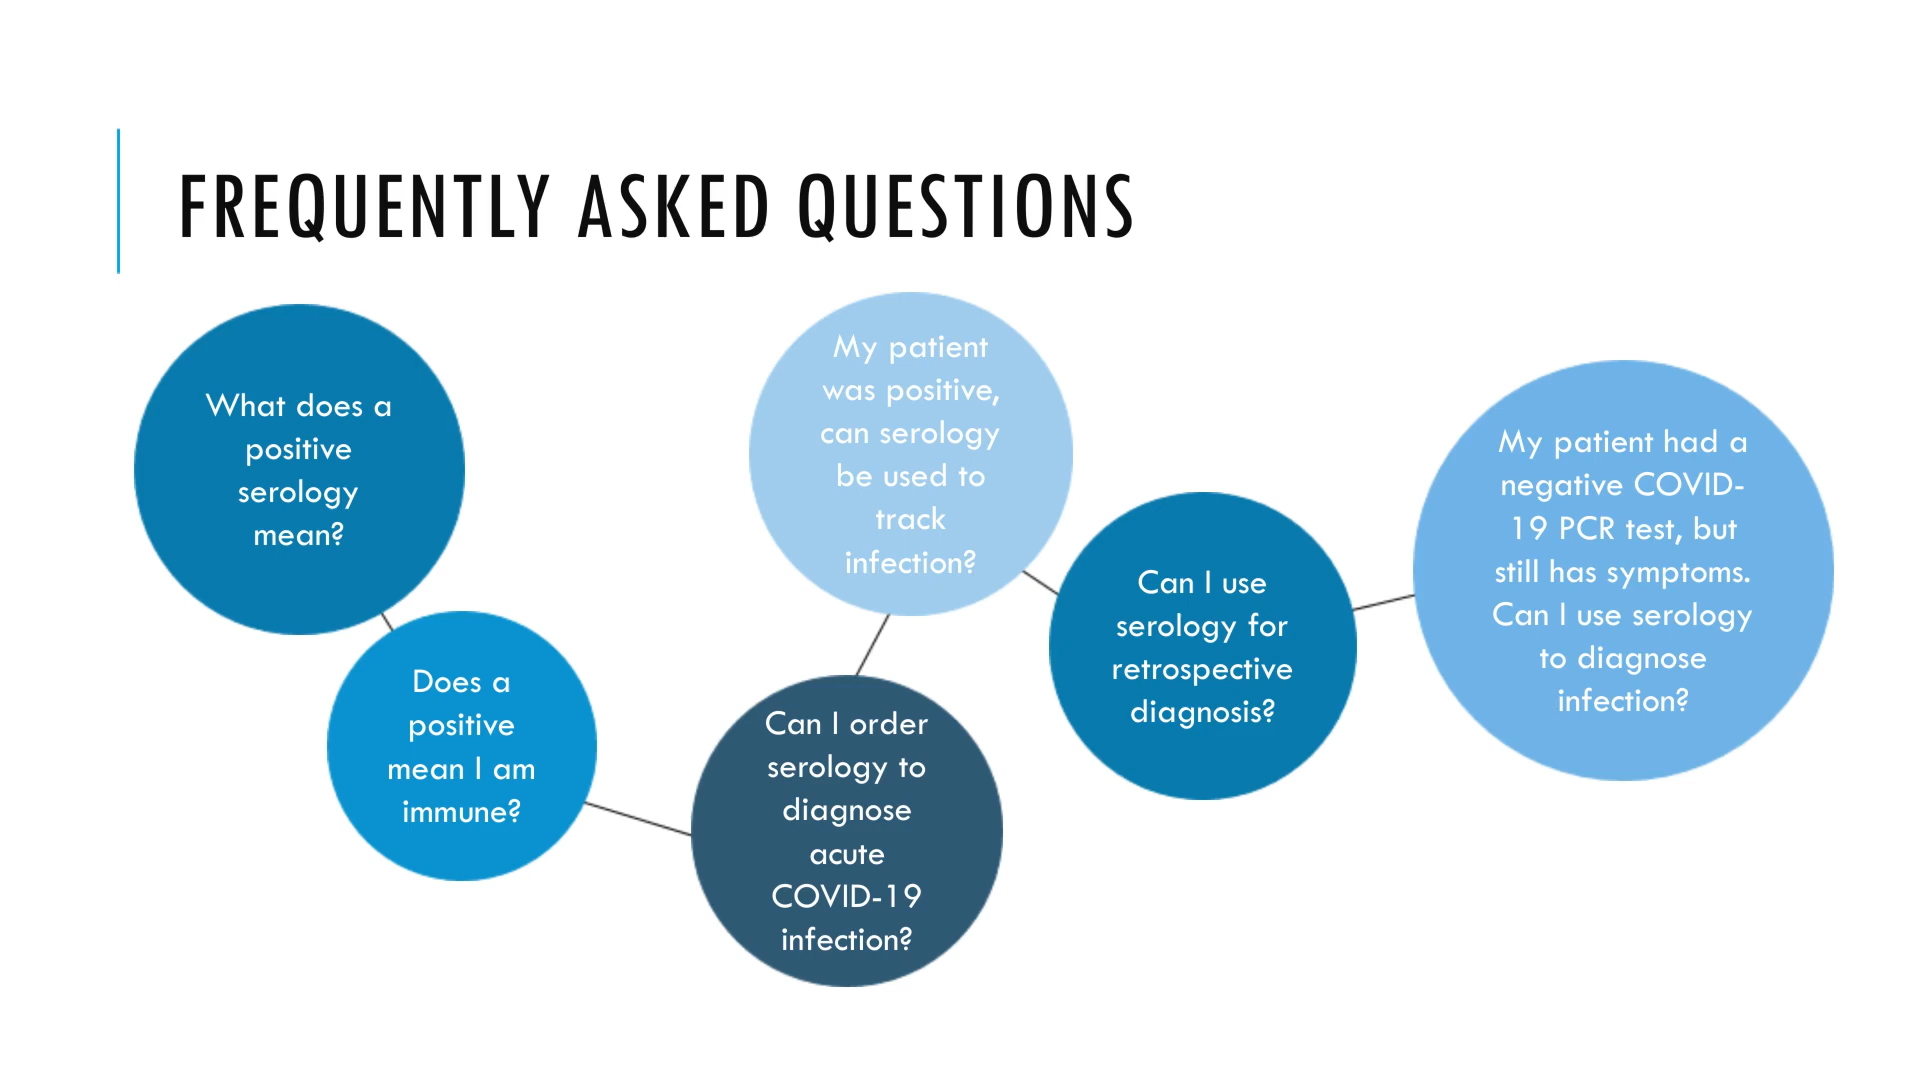 FREQUENTLY ASKED QUESTIONS
What does a
positive
serology
mean?
Does a
positive
mean I am
immune?
Can I order
serology to
diagnose
acute
COVID-19
infection?
My patient
was positive,
can serology
be used to
track
infection?
Can I use
serology for
retrospective
diagnosis?
My patient had a
negative COVID-
19 PCR test, but
still has symptoms.
Can I use serology
to diagnose
infection?